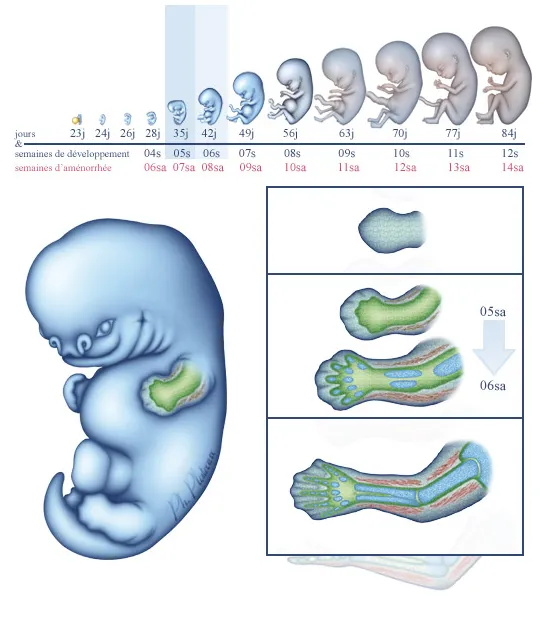 jours 23j 24j 26j 28j 35j 42j 49j 56j 63j 70j 77j 84j
&
semaines de développement 04s 05s 06s 07s 08s 09s 10s 11s 12s
semaines d'aménorrhée 06sa 07sa 08sa 09sa 10sa 11sa 12sa 13sa 14sa
05sa
06sa